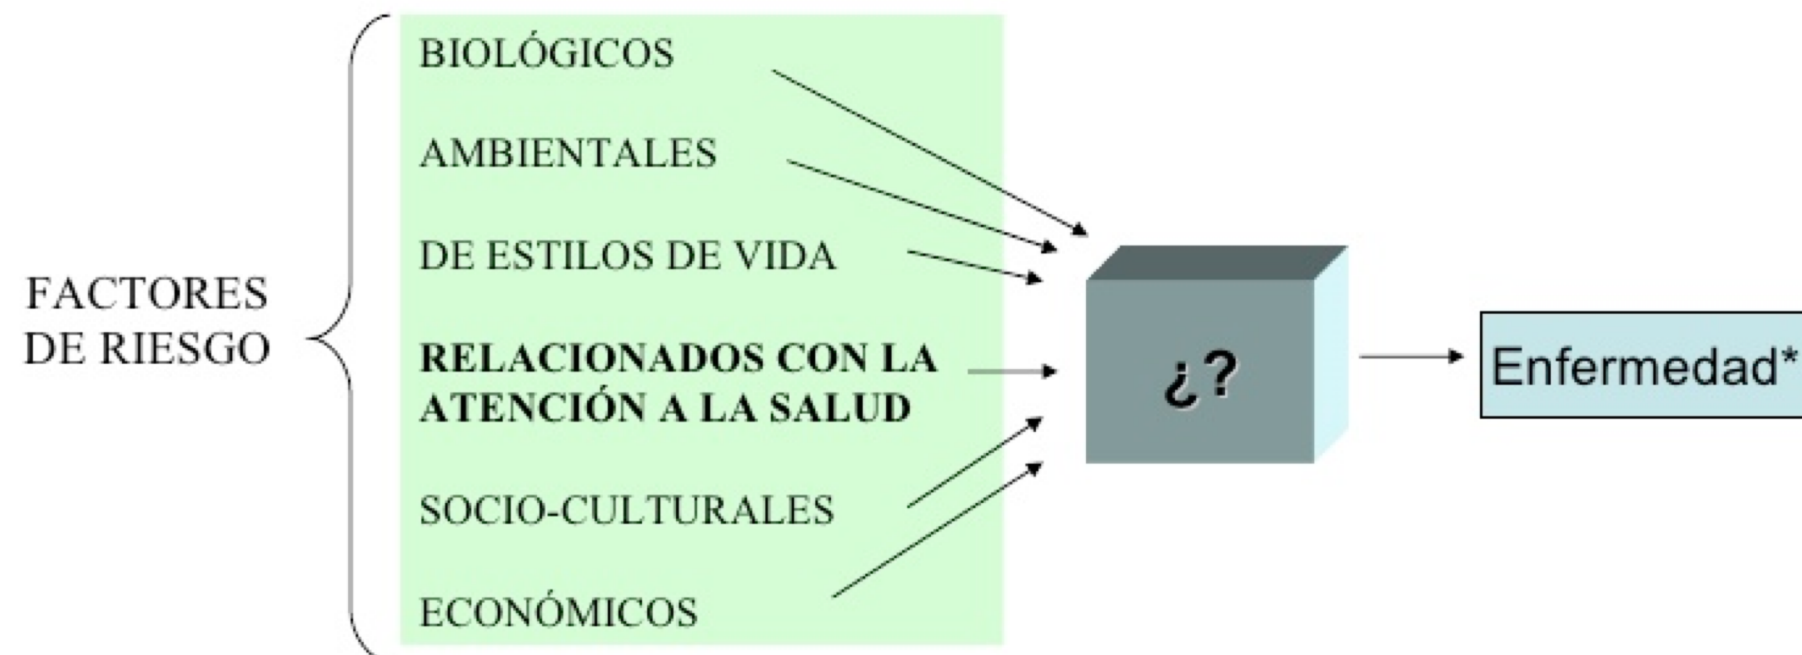 FACTORES
DE RIESGO
BIOLÓGICOS
AMBIENTALES
DE ESTILOS DE VIDA
RELACIONADOS CON LA
ATENCIÓN A LA SALUD
SOCIO-CULTURALES
ECONÓMICOS
¿?
Enfermedad*